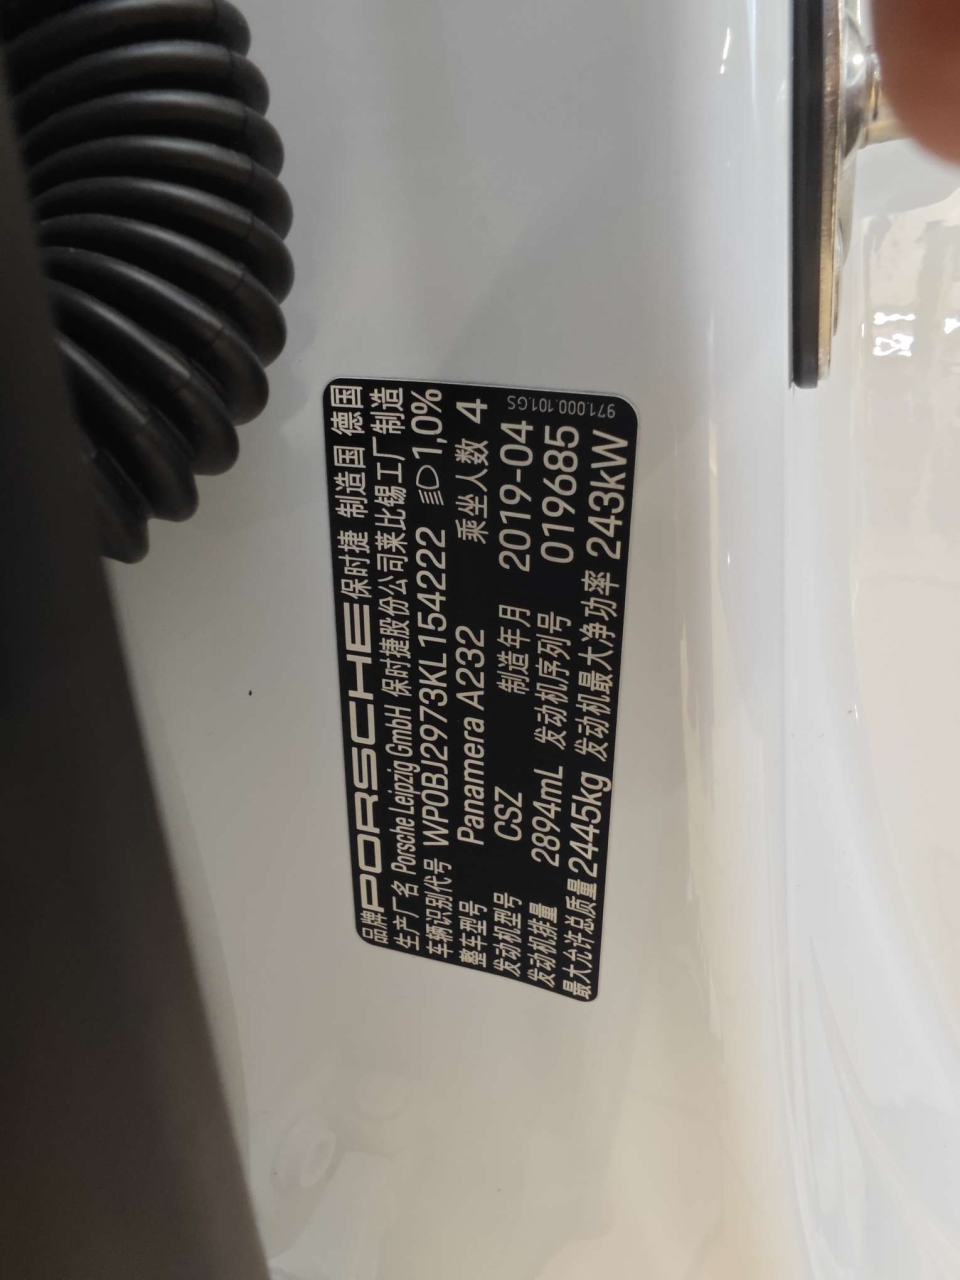 品牌 PORSCHE 保时捷 制造国 德国
生产厂名 Porsche Leipzig GmbH 保时捷股份公司莱比锡工厂制造
车辆识别代号 WP0BJ2973KL154222 1,0%
整车型号 Panamera A232 乘坐人数 4
发动机型号 CSZ 制造年月 2019-04
发动机排量 2894mL 发动机序列号 019685
最大允许总质量 2445kg 发动机最大净功率 243kW
971.000.101.GS